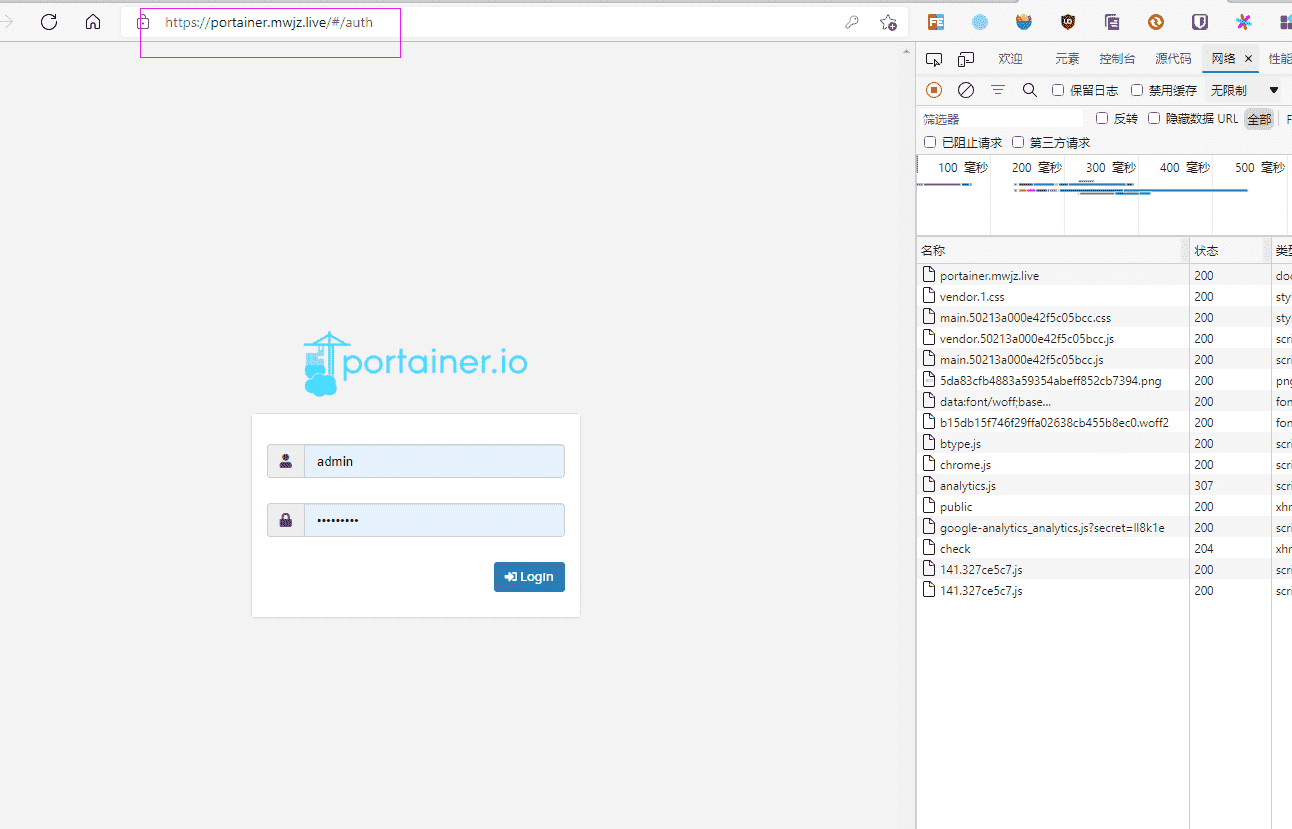 https://portainer.mwjz.live/#/auth
portainer.io
admin
•••••••••
Login
欢迎 元素 控制台 源代码 网络 × 性能
保留日志 禁用缓存 无限制
筛选器 反转 隐藏数据 URL 全部
已阻止请求 第三方请求
100 毫秒 200 毫秒 300 毫秒 400 毫秒 500 毫秒
名称 状态
portainer.mwjz.live 200 doc
vendor.1.css 200 sty
main.50213a000e42f5c05bcc.css 200 sty
vendor.50213a000e42f5c05bcc.js 200 scri
main.50213a000e42f5c05bcc.js 200 scri
5da83cfb4883a59354abeff852cb7394.png 200 png
data:font/woff;base... 200 fon
b15db15f746f29ffa02638cb455b8ec0.woff2 200 fon
btype.js 200 scri
chrome.js 200 scri
analytics.js 307 scri
public 200 xhr
google-analytics_analytics.js?secret=ll8k1e 200 scri
check 204 xhr
141.327ce5c7.js 200 scri
141.327ce5c7.js 200 scri